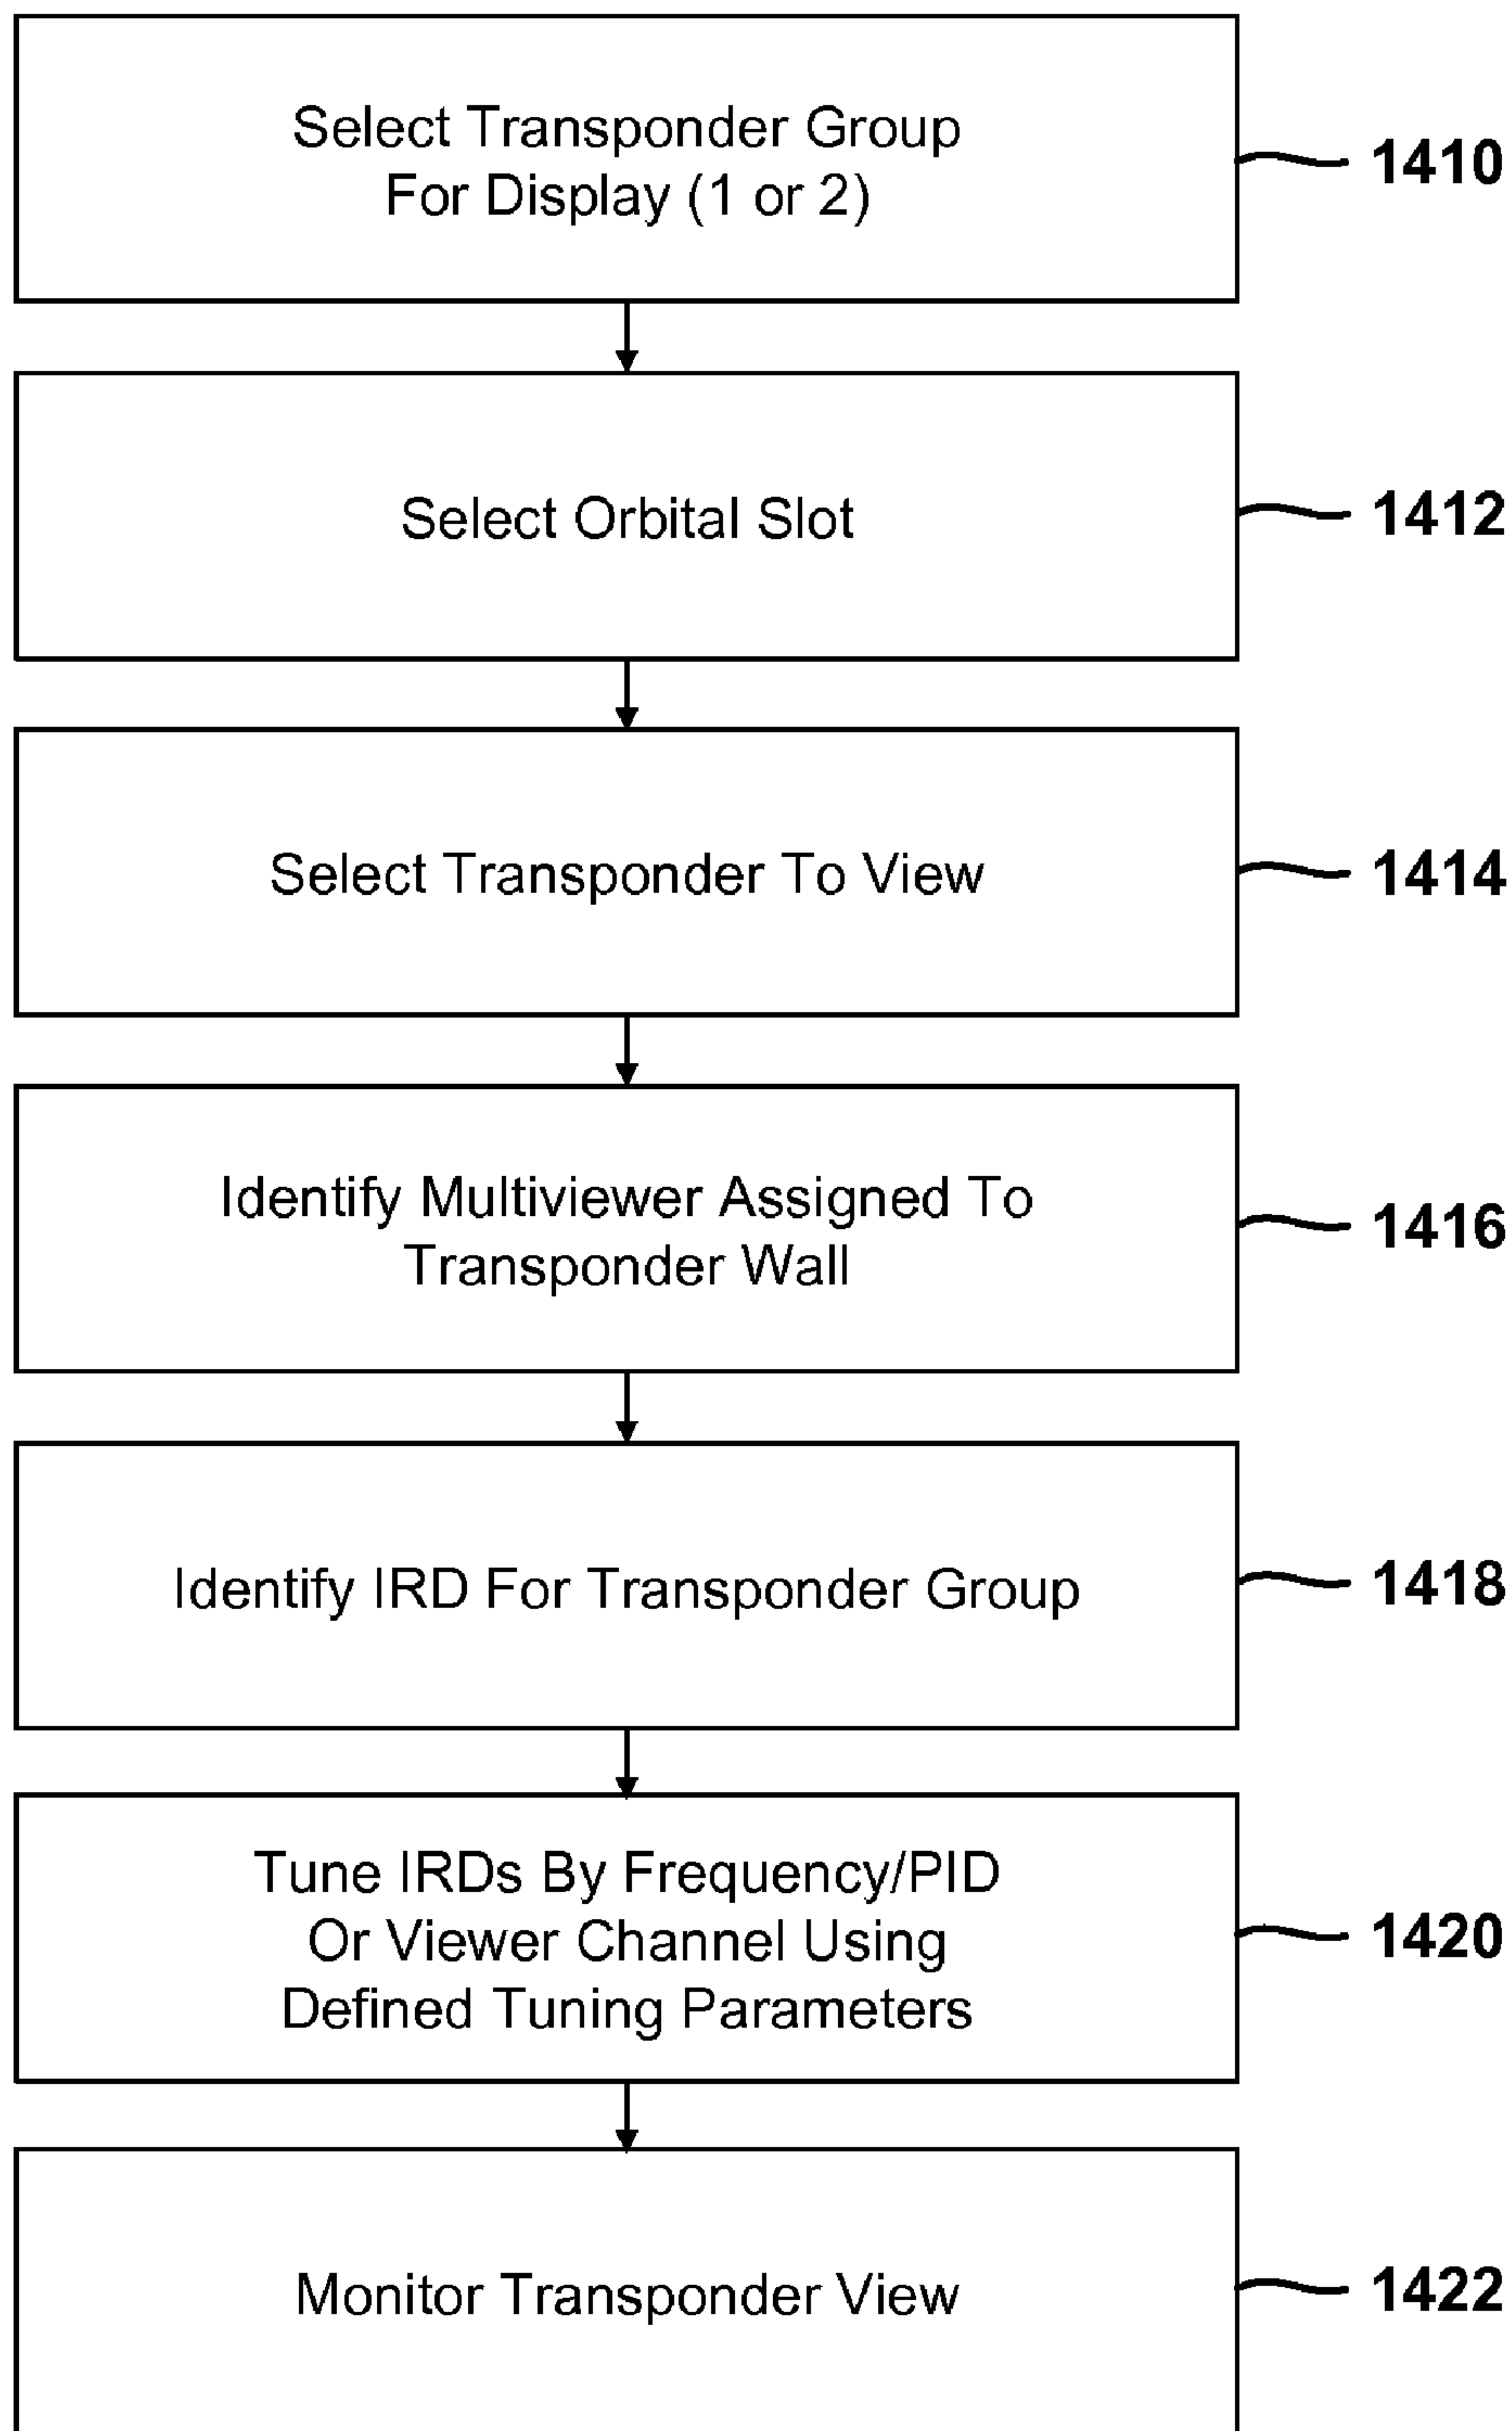 Select Transponder Group
For Display (1 or 2)
1410
Select Orbital Slot
1412
Select Transponder To View
1414
Identify Multiviewer Assigned To
Transponder Wall
1416
Identify IRD For Transponder Group
1418
Tune IRDs By Frequency/PID
Or Viewer Channel Using
Defined Tuning Parameters
1420
Monitor Transponder View
1422